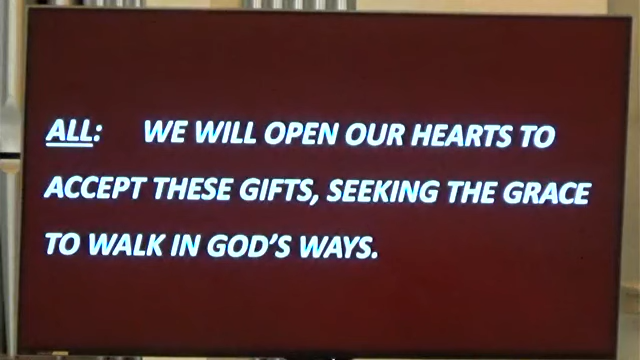 ALL: WE WILL OPEN OUR HEARTS TO
ACCEPT THESE GIFTS, SEEKING THE GRACE
TO WALK IN GOD'S WAYS.